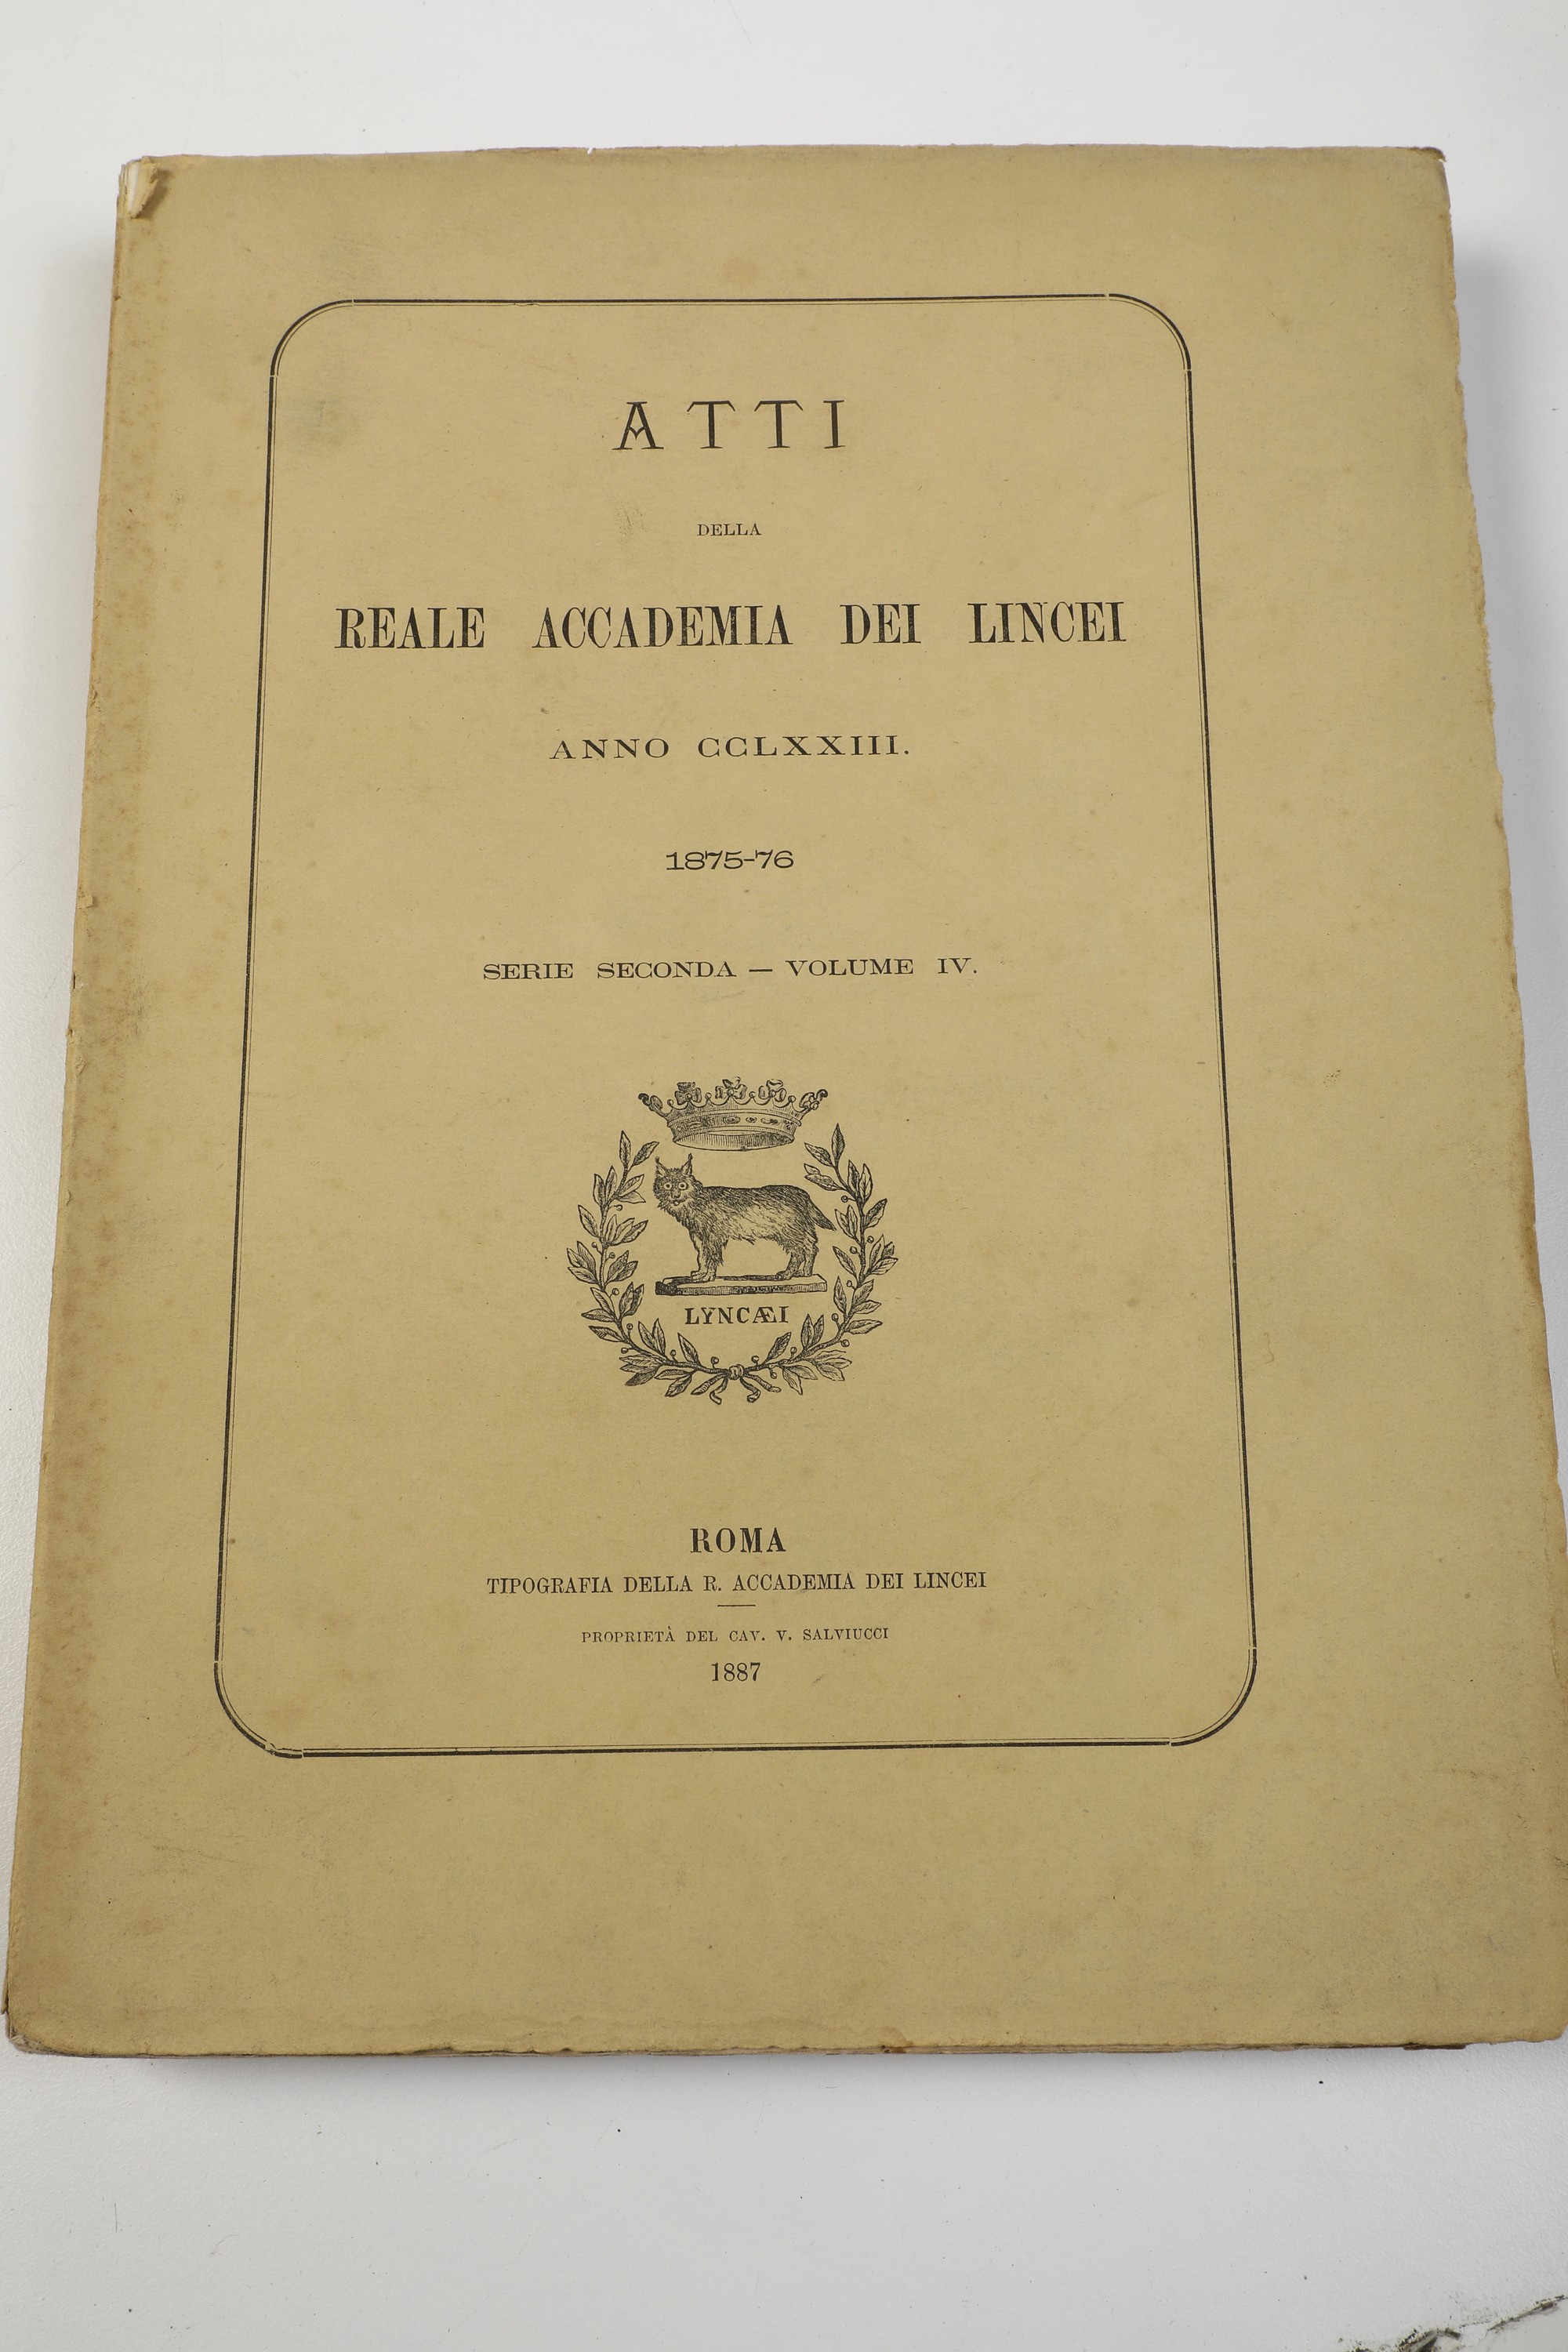 ATTI
DELLA
REALE ACCADEMIA DEI LINCEI
ANNO CCLXXIII.
1875-76
SERIE SECONDA — VOLUME IV.
LYNCÆI
ROMA
TIPOGRAFIA DELLA R. ACCADEMIA DEI LINCEI
PROPRIETÀ DEL CAV. V. SALVIUCCI
1887